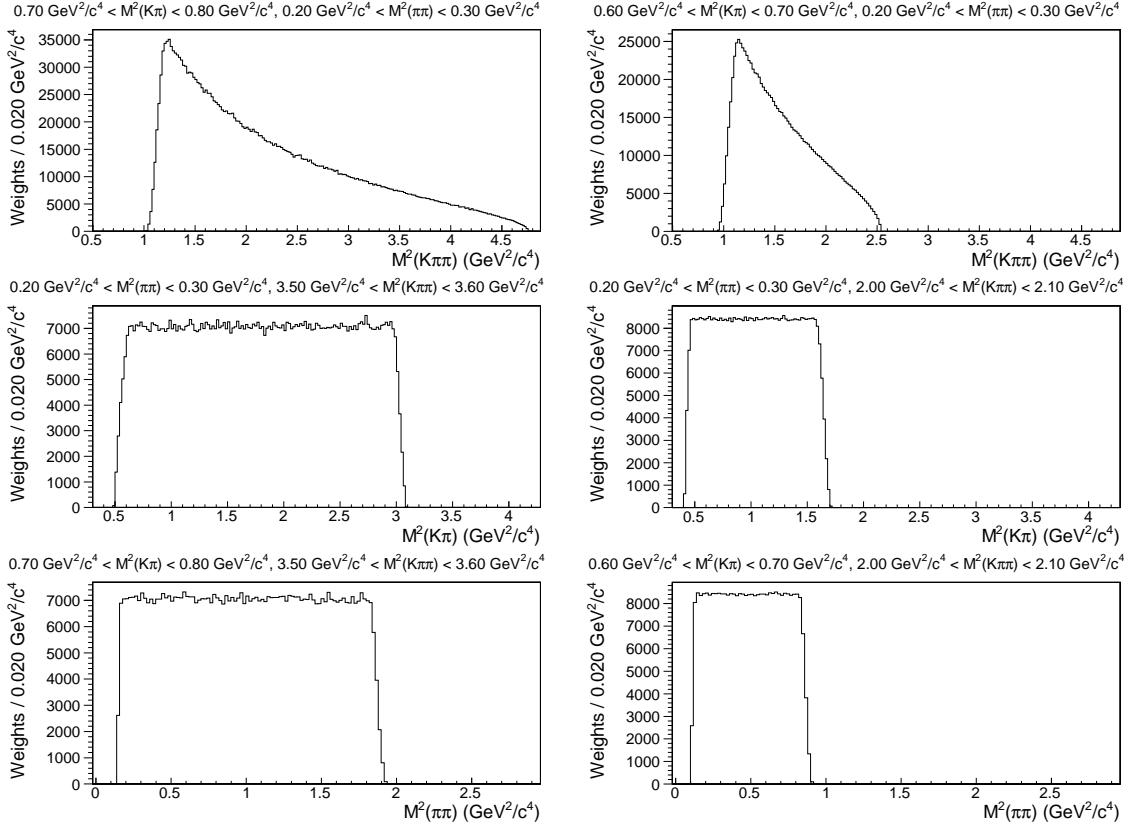 0.70 GeV²/c⁴ < M²(Kπ) < 0.80 GeV²/c⁴, 0.20 GeV²/c⁴ < M²(ππ) < 0.30 GeV²/c⁴
Weights / 0.020 GeV²/c⁴
35000
30000
25000
20000
15000
10000
5000
0
0.5 1 1.5 2 2.5 3 3.5 4 4.5
M²(Kππ) (GeV²/c⁴)
0.60 GeV²/c⁴ < M²(Kπ) < 0.70 GeV²/c⁴, 0.20 GeV²/c⁴ < M²(ππ) < 0.30 GeV²/c⁴
Weights / 0.020 GeV²/c⁴
25000
20000
15000
10000
5000
0
0.5 1 1.5 2 2.5 3 3.5 4 4.5
M²(Kππ) (GeV²/c⁴)
0.20 GeV²/c⁴ < M²(ππ) < 0.30 GeV²/c⁴, 3.50 GeV²/c⁴ < M²(Kππ) < 3.60 GeV²/c⁴
Weights / 0.020 GeV²/c⁴
7000
6000
5000
4000
3000
2000
1000
0
0.5 1 1.5 2 2.5 3 3.5 4
M²(Kπ) (GeV²/c⁴)
0.20 GeV²/c⁴ < M²(ππ) < 0.30 GeV²/c⁴, 2.00 GeV²/c⁴ < M²(Kππ) < 2.10 GeV²/c⁴
Weights / 0.020 GeV²/c⁴
8000
7000
6000
5000
4000
3000
2000
1000
0
0.5 1 1.5 2 2.5 3 3.5 4
M²(Kπ) (GeV²/c⁴)
0.70 GeV²/c⁴ < M²(Kπ) < 0.80 GeV²/c⁴, 3.50 GeV²/c⁴ < M²(Kππ) < 3.60 GeV²/c⁴
Weights / 0.020 GeV²/c⁴
7000
6000
5000
4000
3000
2000
1000
0
0 0.5 1 1.5 2 2.5
M²(ππ) (GeV²/c⁴)
0.60 GeV²/c⁴ < M²(Kπ) < 0.70 GeV²/c⁴, 2.00 GeV²/c⁴ < M²(Kππ) < 2.10 GeV²/c⁴
Weights / 0.020 GeV²/c⁴
8000
7000
6000
5000
4000
3000
2000
1000
0
0 0.5 1 1.5 2 2.5
M²(ππ) (GeV²/c⁴)